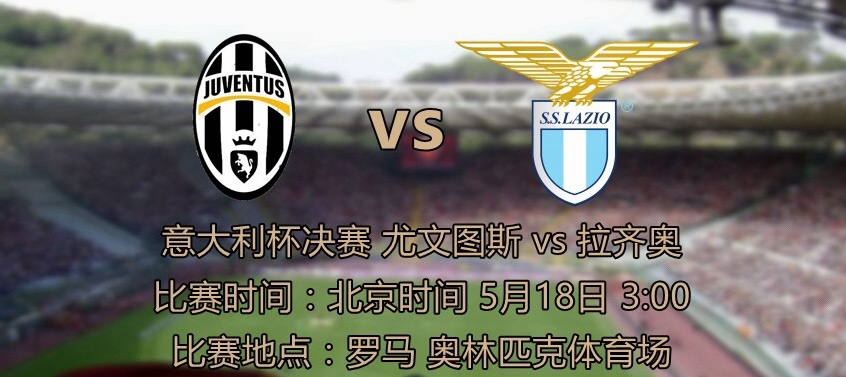 JUVENTUS
vs
S.S.LAZIO
®
意大利杯决赛 尤文图斯 vs 拉齐奥
比赛时间：北京时间 5月18日 3:00
比赛地点：罗马 奥林匹克体育场